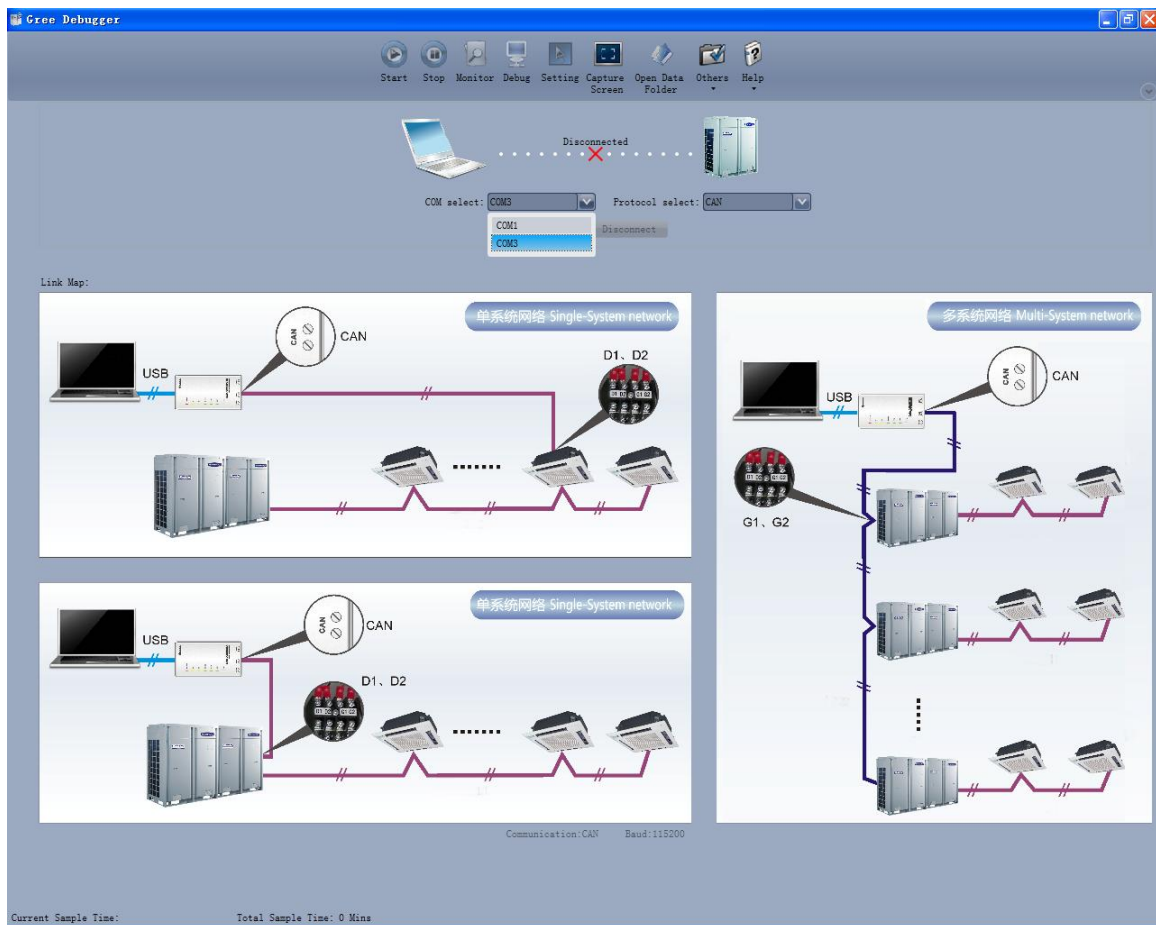 Gree Debugger
Start Stop Monitor Debug Setting Capture Screen Open Data Folder Others Help
Disconnected
COM select: COM3 Protocol select: CAN
COM1
COM3
Disconnect
Link Map:
单系统网络 Single-System network
CAN
CAN
USB
D1、D2
单系统网络 Single-System network
CAN
CAN
USB
D1、D2
多系统网络 Multi-System network
CAN
CAN
USB
G1、G2
Communication:CAN Baud:115200
Current Sample Time: Total Sample Time: 0 Mins